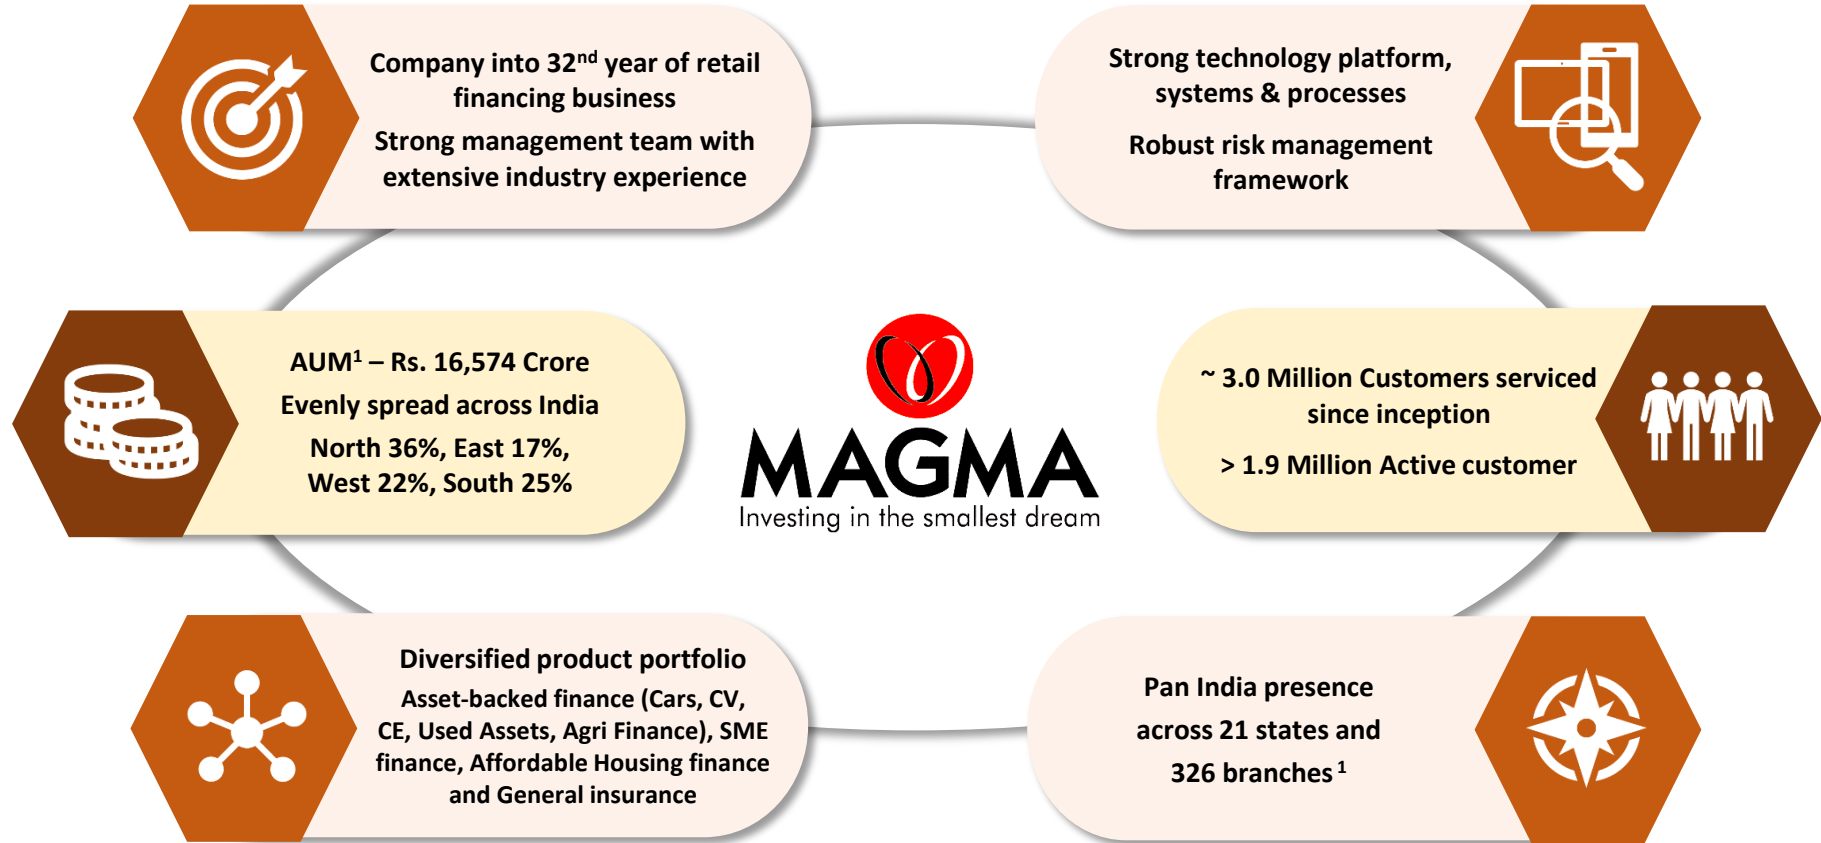 Company into 32nd year of retail
financing business
Strong management team with
extensive industry experience
Strong technology platform,
systems & processes
Robust risk management
framework
AUM1 – Rs. 16,574 Crore
Evenly spread across India
North 36%, East 17%,
West 22%, South 25%
MAGMA
Investing in the smallest dream
~ 3.0 Million Customers serviced
since inception
> 1.9 Million Active customer
Diversified product portfolio
Asset-backed finance (Cars, CV,
CE, Used Assets, Agri Finance), SME
finance, Affordable Housing finance
and General insurance
Pan India presence
across 21 states and
326 branches 1